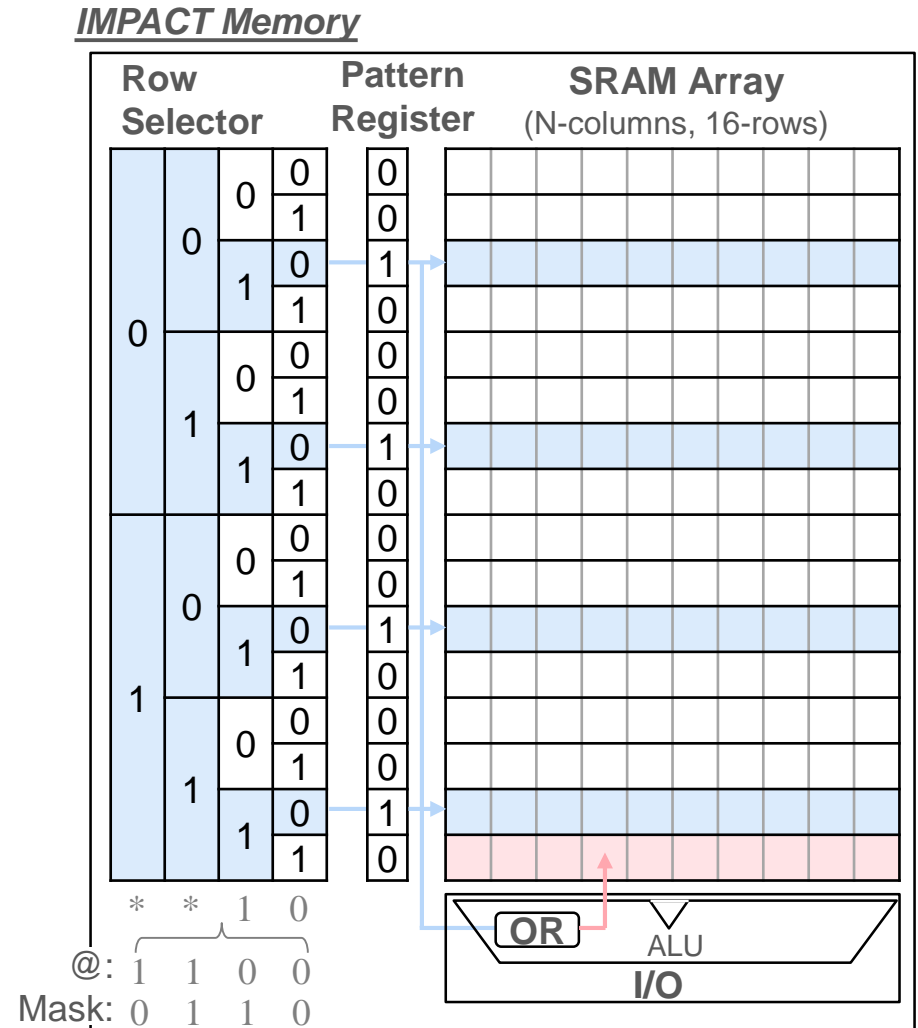 IMPACT Memory
Row Selector
Pattern Register
SRAM Array
(N-columns, 16-rows)
0 0 0 0 0
1 0
1 0 1
1 0
1 0 0 0
1 0
1 0 1
1 0
1 0 0 0 0
1 0
1 0 1
1 0
1 0 0 0
1 0
1 0 1
1 0
* * 1 0
@: 1 1 0 0
Mask: 0 1 1 0
OR
ALU
I/O